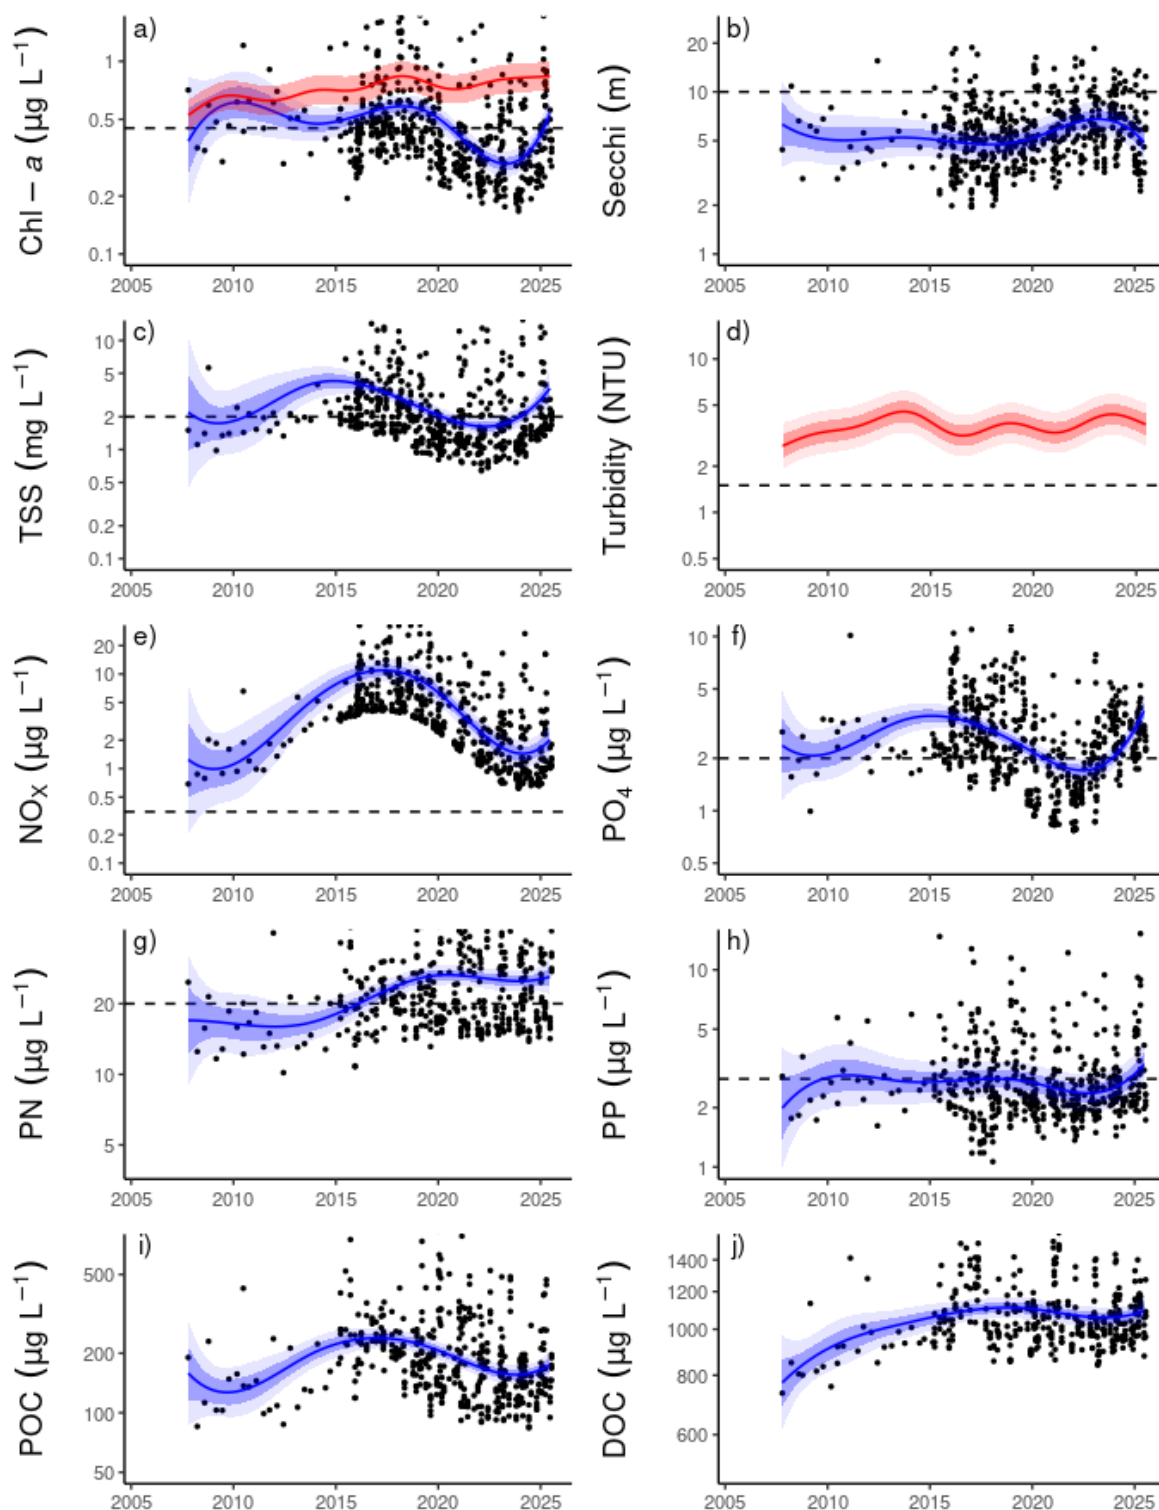 a)
Chl − a (µg L−1)
1
0.5
0.2
0.1
2005 2010 2015 2020 2025
b)
Secchi (m)
20
10
5
2
1
2005 2010 2015 2020 2025
c)
TSS (mg L−1)
10
5
2
1
0.5
0.2
0.1
2005 2010 2015 2020 2025
d)
Turbidity (NTU)
10
5
2
1
0.5
2005 2010 2015 2020 2025
e)
NOX (µg L−1)
20
10
5
2
1
0.5
0.2
0.1
2005 2010 2015 2020 2025
f)
PO4 (µg L−1)
10
5
2
1
0.5
2005 2010 2015 2020 2025
g)
PN (µg L−1)
20
10
5
2005 2010 2015 2020 2025
h)
PP (µg L−1)
10
5
2
1
2005 2010 2015 2020 2025
i)
POC (µg L−1)
500
200
100
50
2005 2010 2015 2020 2025
j)
DOC (µg L−1)
1400
1200
1000
800
600
2005 2010 2015 2020 2025